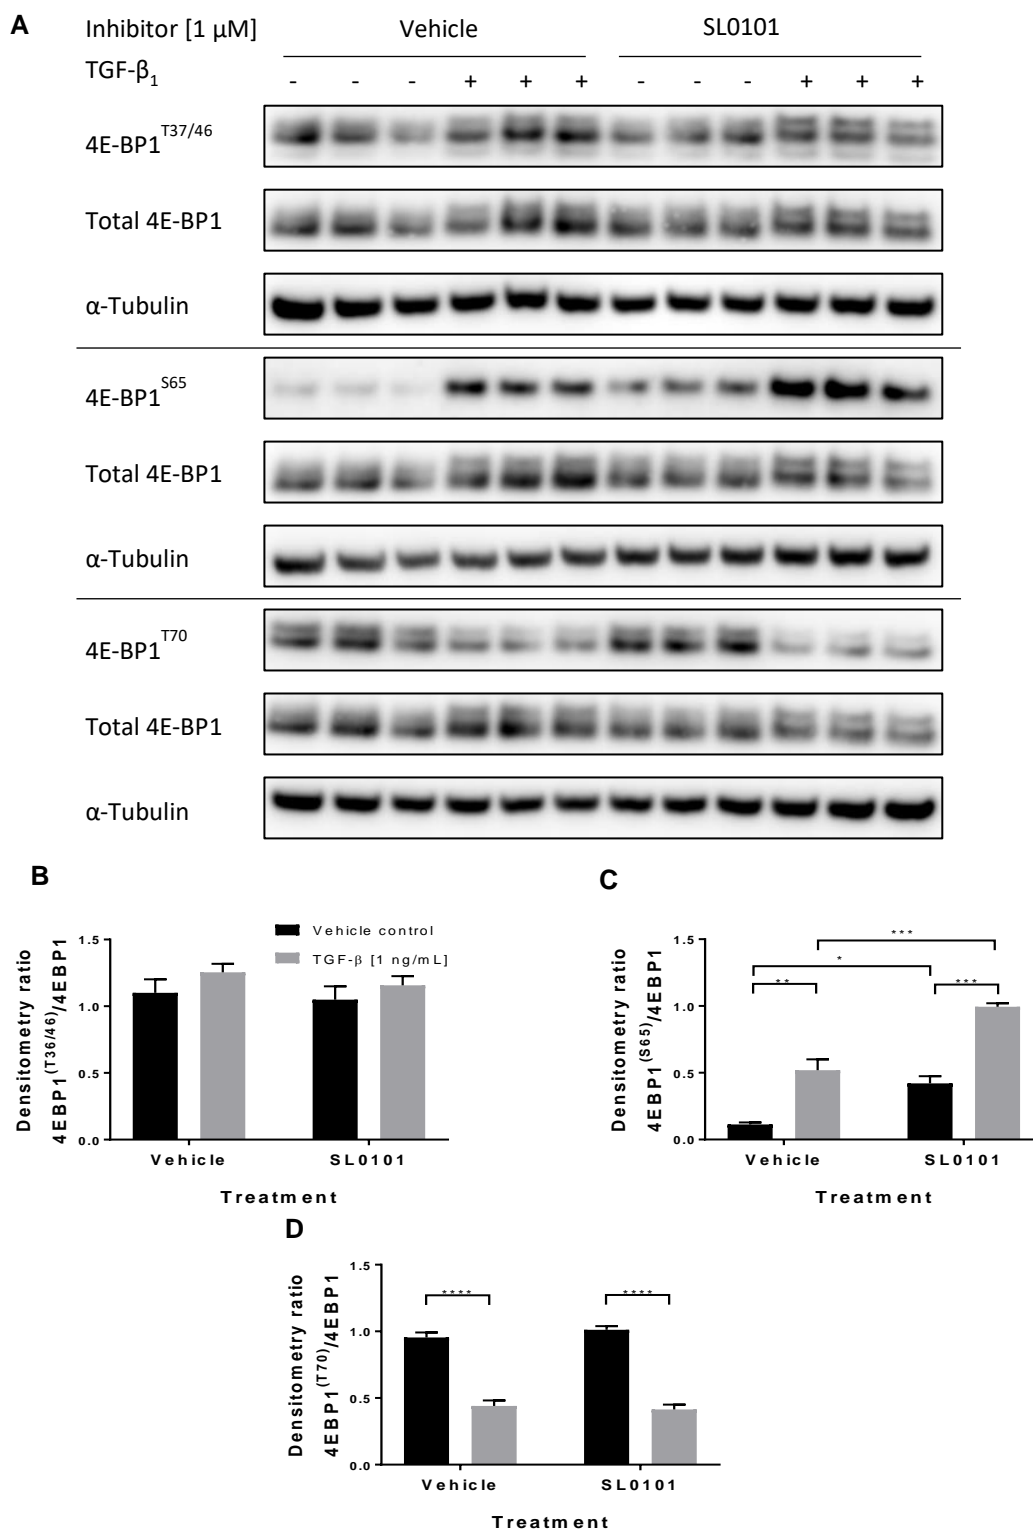 A
Inhibitor [1 μM] Vehicle SL0101
TGF-β1 - - - + + + - - - + + +
4E-BP1T37/46
Total 4E-BP1
α-Tubulin
4E-BP1S65
Total 4E-BP1
α-Tubulin
4E-BP1T70
Total 4E-BP1
α-Tubulin
B
Densitometry ratio
4EBP1(T36/46)/4EBP1
1.5
1.0
0.5
0.0
Vehicle control
TGF-β [1 ng/mL]
Vehicle SL0101
Treatment
C
Densitometry ratio
4EBP1(S65)/4EBP1
1.5
1.0
0.5
0.0
***
*
** ***
Vehicle SL0101
Treatment
D
Densitometry ratio
4EBP1(T70)/4EBP1
1.5
1.0
0.5
0.0
**** ****
Vehicle SL0101
Treatment